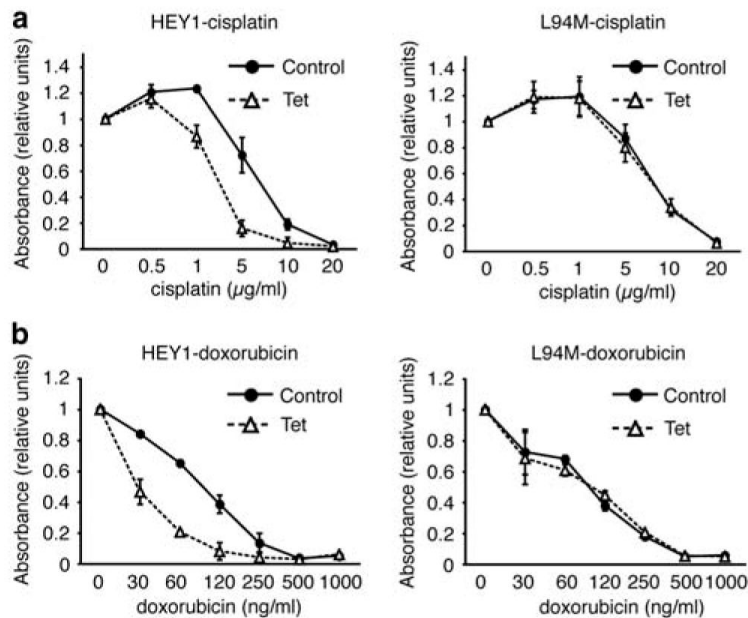 a
HEY1-cisplatin
Absorbance (relative units)
1.4
1.2
1.0
0.8
0.6
0.4
0.2
0
Control
Tet
0 0.5 1 5 10 20
cisplatin (μg/ml)
L94M-cisplatin
Absorbance (relative units)
1.4
1.2
1.0
0.8
0.6
0.4
0.2
0
Control
Tet
0 0.5 1 5 10 20
cisplatin (μg/ml)
b
HEY1-doxorubicin
Absorbance (relative units)
1.2
1
0.8
0.6
0.4
0.2
0
Control
Tet
0 30 60 120 250 500 1000
doxorubicin (ng/ml)
L94M-doxorubicin
Absorbance (relative units)
1.2
1
0.8
0.6
0.4
0.2
0
Control
Tet
0 30 60 120 250 500 1000
doxorubicin (ng/ml)